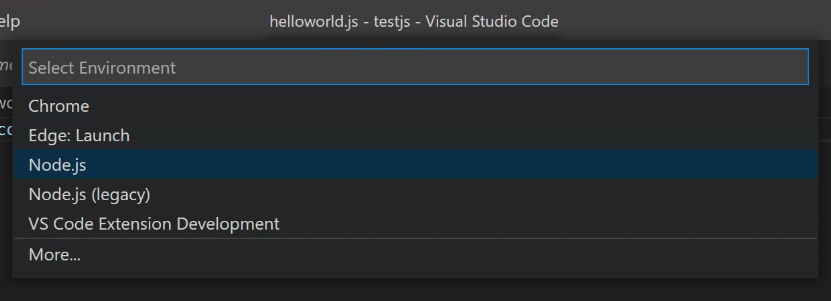 elp helloworld.js - testjs - Visual Studio Code
Select Environment
Chrome
Edge: Launch
Node.js
Node.js (legacy)
VS Code Extension Development
More...